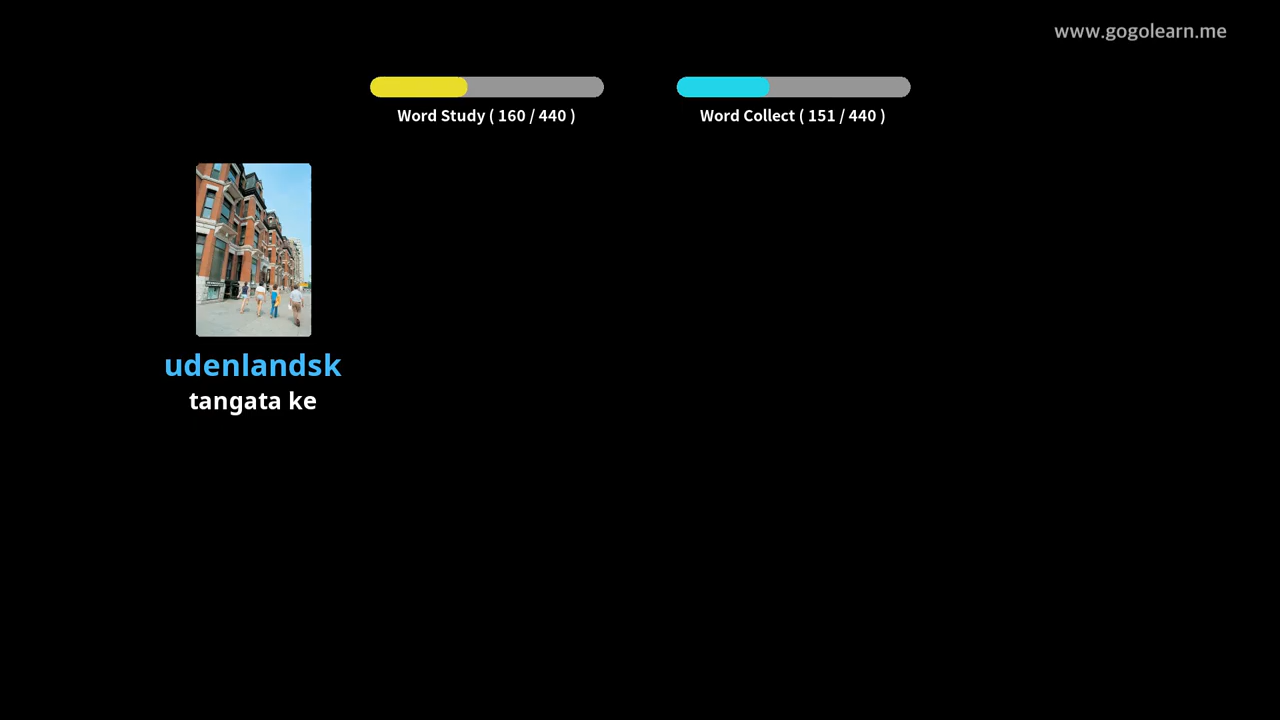 www.gogolearn.me
Word Study ( 160 / 440 )
Word Collect ( 151 / 440 )
udenlandsk
tangata ke